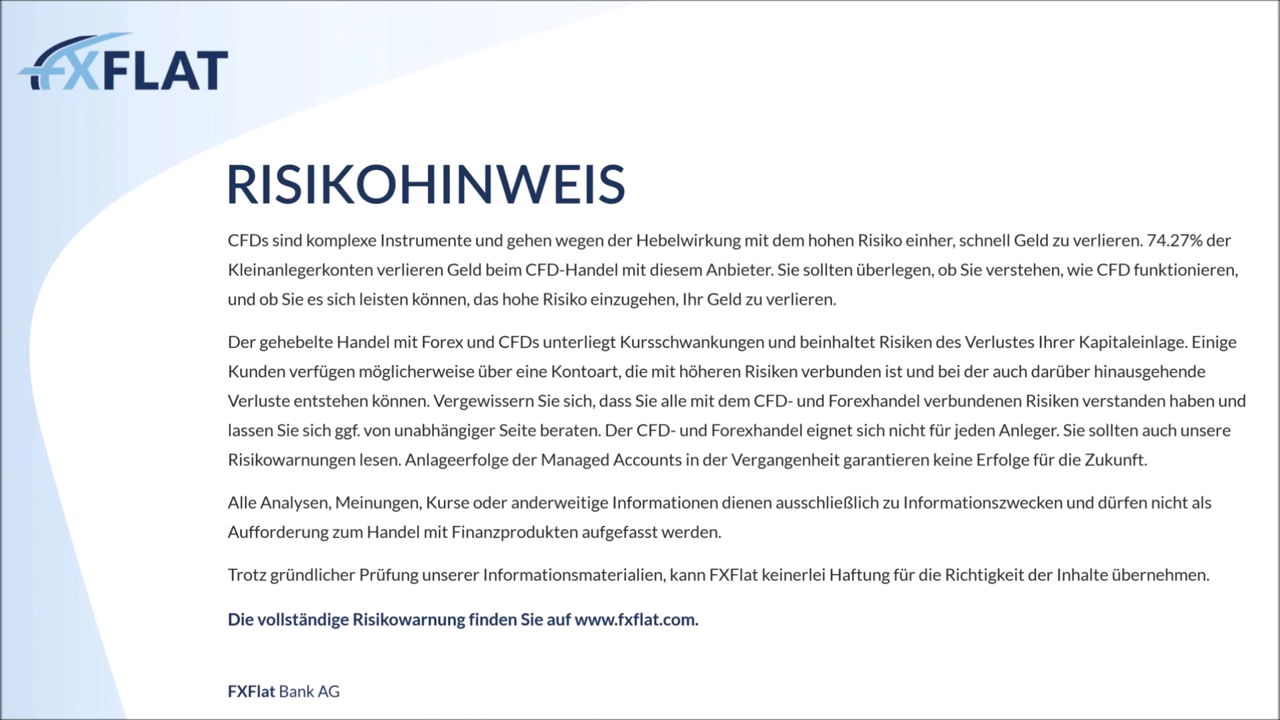 FXFLAT
RISIKOHINWEIS
CFDs sind komplexe Instrumente und gehen wegen der Hebelwirkung mit dem hohen Risiko einher, schnell Geld zu verlieren. 74.27% der
Kleinanlegerkonten verlieren Geld beim CFD-Handel mit diesem Anbieter. Sie sollten überlegen, ob Sie verstehen, wie CFD funktionieren,
und ob Sie es sich leisten können, das hohe Risiko einzugehen, Ihr Geld zu verlieren.
Der gehebelte Handel mit Forex und CFDs unterliegt Kursschwankungen und beinhaltet Risiken des Verlustes Ihrer Kapitaleinlage. Einige
Kunden verfügen möglicherweise über eine Kontoart, die mit höheren Risiken verbunden ist und bei der auch darüber hinausgehende
Verluste entstehen können. Vergewissern Sie sich, dass Sie alle mit dem CFD- und Forexhandel verbundenen Risiken verstanden haben und
lassen Sie sich ggf. von unabhängiger Seite beraten. Der CFD- und Forexhandel eignet sich nicht für jeden Anleger. Sie sollten auch unsere
Risikowarnungen lesen. Anlageerfolge der Managed Accounts in der Vergangenheit garantieren keine Erfolge für die Zukunft.
Alle Analysen, Meinungen, Kurse oder anderweitige Informationen dienen ausschließlich zu Informationszwecken und dürfen nicht als
Aufforderung zum Handel mit Finanzprodukten aufgefasst werden.
Trotz gründlicher Prüfung unserer Informationsmaterialien, kann FXFlat keinerlei Haftung für die Richtigkeit der Inhalte übernehmen.
Die vollständige Risikowarnung finden Sie auf www.fxflat.com.
FXFlat Bank AG